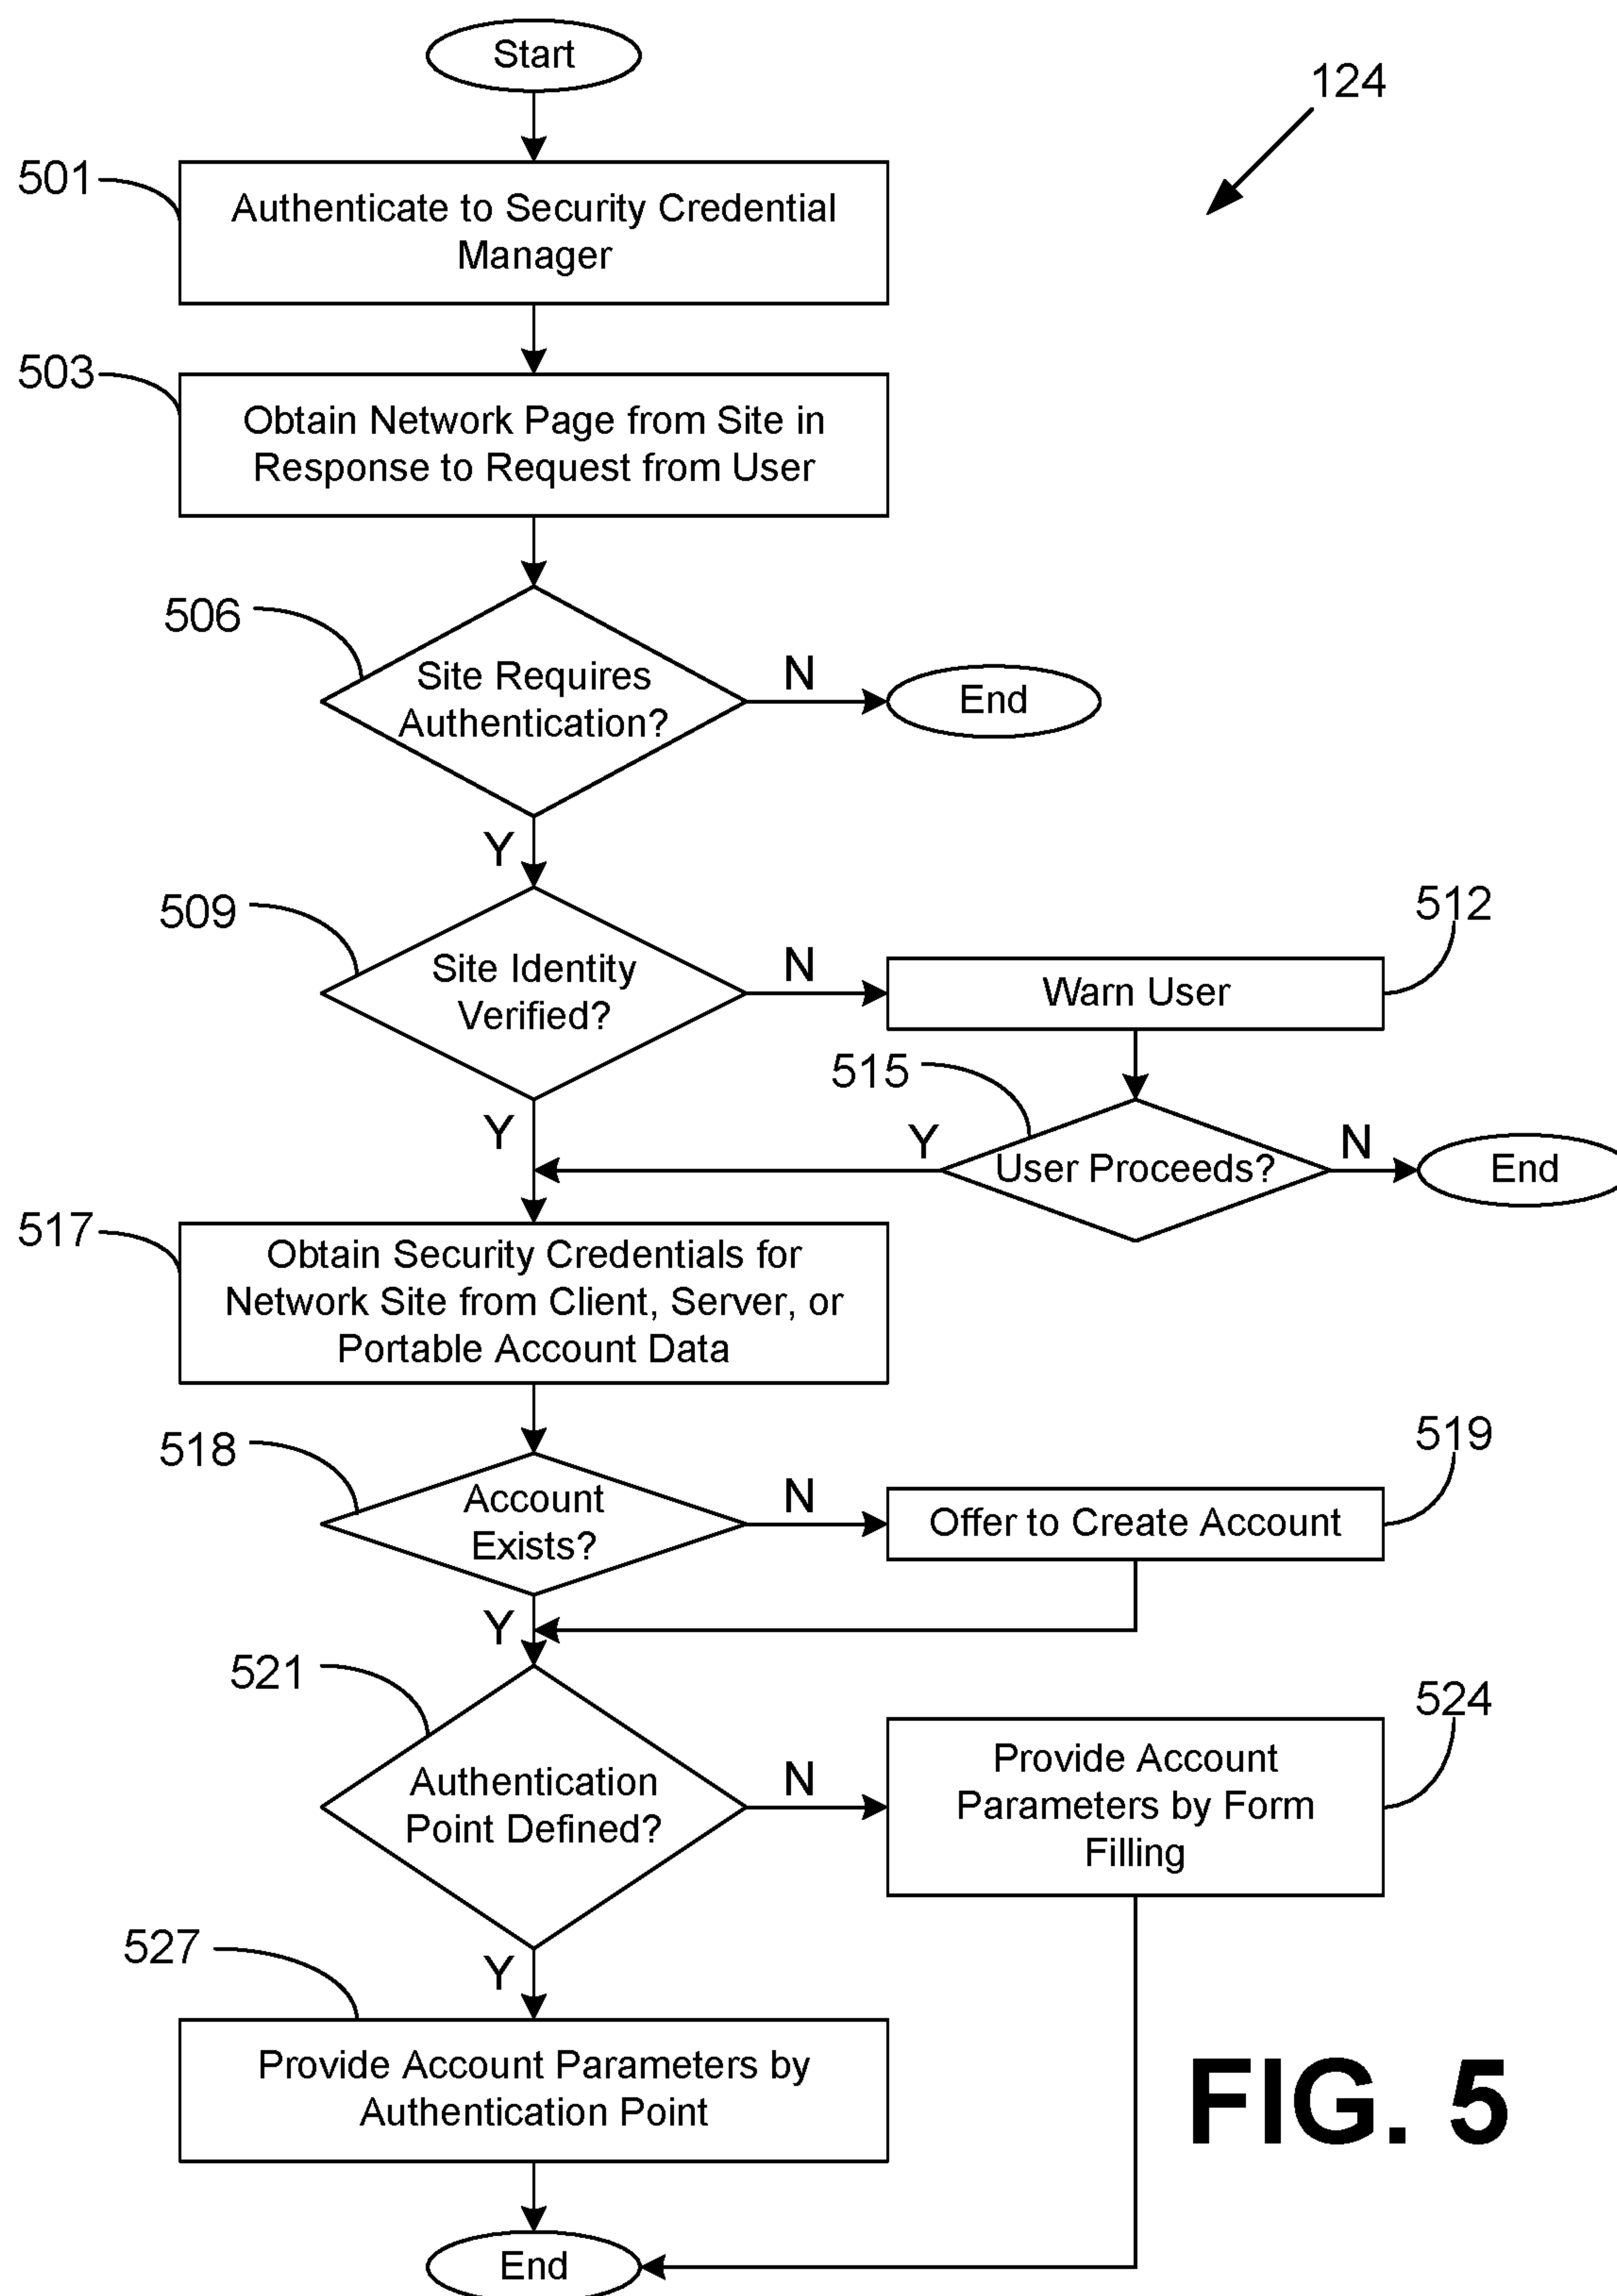 Start
124
501
Authenticate to Security Credential
Manager
503
Obtain Network Page from Site in
Response to Request from User
506
Site Requires
Authentication?
N
End
Y
509
Site Identity
Verified?
N
512
Warn User
Y
515
User Proceeds?
Y
N
End
517
Obtain Security Credentials for
Network Site from Client, Server, or
Portable Account Data
518
Account
Exists?
N
519
Offer to Create Account
Y
521
Authentication
Point Defined?
N
524
Provide Account
Parameters by Form
Filling
Y
527
Provide Account Parameters by
Authentication Point
End
FIG. 5